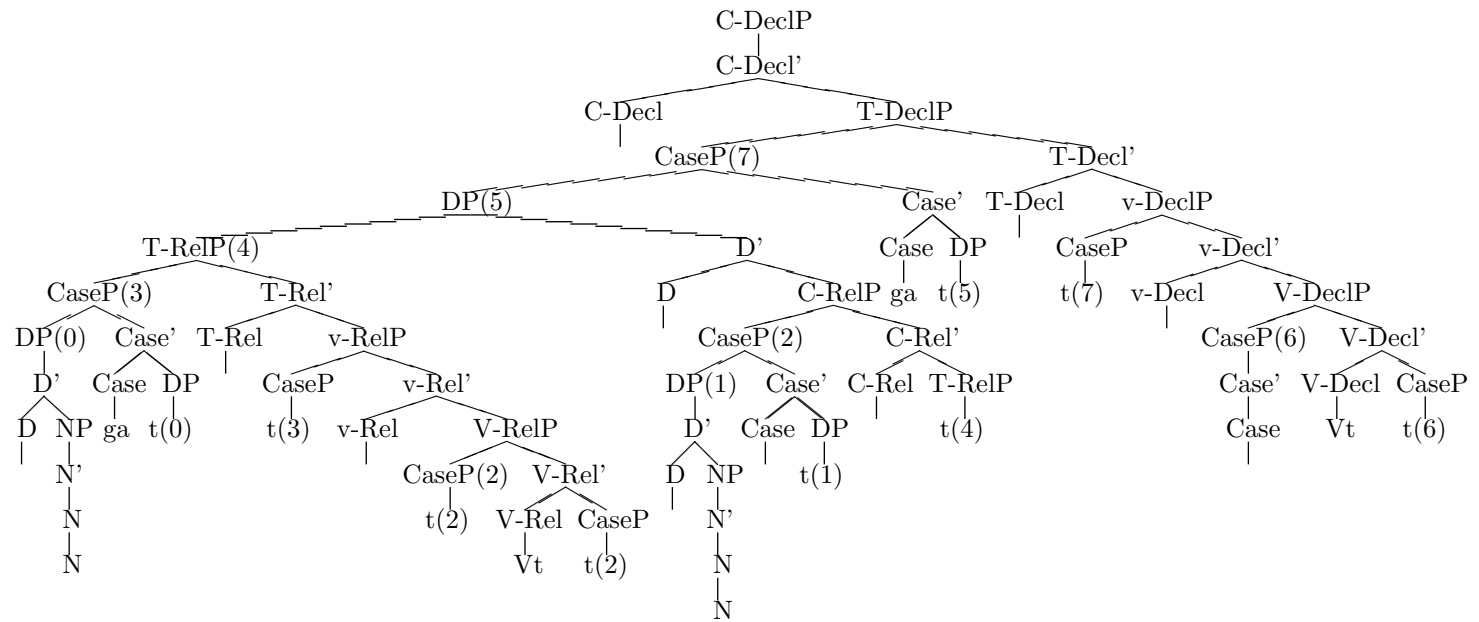 C-DeclP
C-Decl'
C-Decl T-DeclP
CaseP(7) T-Decl'
DP(5) Case' T-Decl v-DeclP
T-RelP(4) D' Case DP CaseP v-Decl'
CaseP(3) T-Rel' D C-RelP ga t(5) t(7) v-Decl V-DeclP
DP(0) Case' T-Rel v-RelP CaseP(2) C-Rel' CaseP(6) V-Decl'
D' Case DP CaseP v-Rel' DP(1) Case' C-Rel T-RelP Case' V-Decl CaseP
D NP ga t(0) t(3) v-Rel V-RelP D' Case DP t(4) Case Vt t(6)
N' CaseP(2) V-Rel' D NP t(1)
N t(2) V-Rel CaseP N'
N Vt t(2) N
N